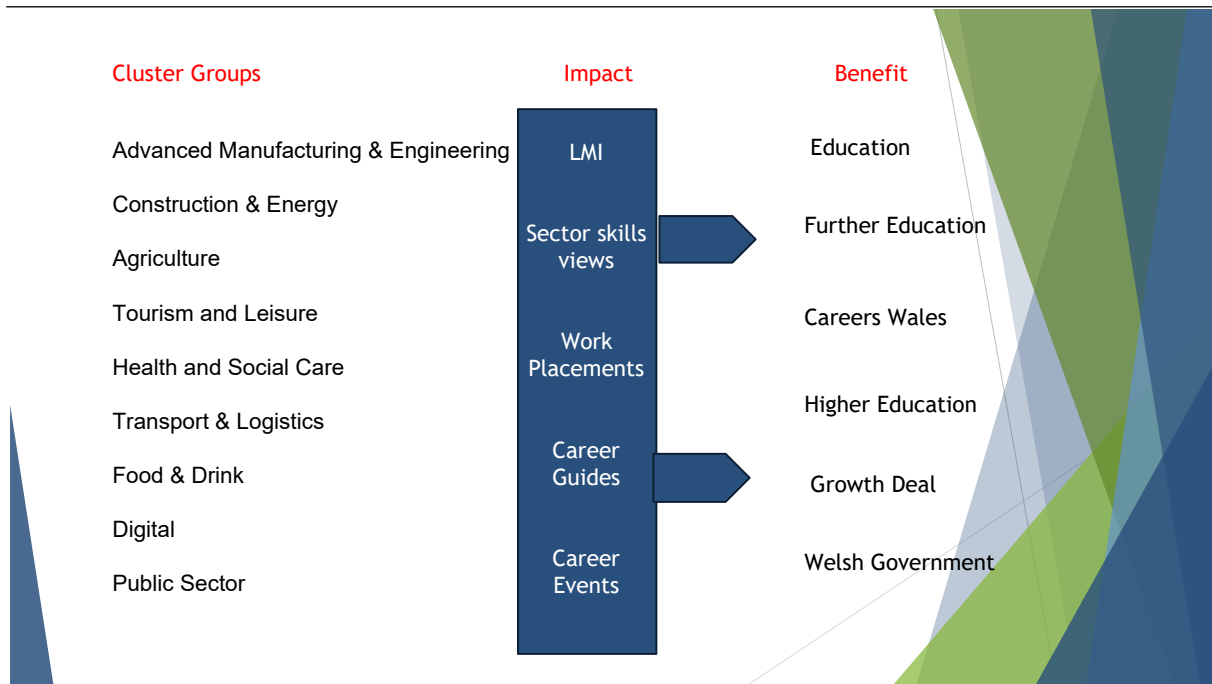 Cluster Groups
Impact
Benefit
Advanced Manufacturing & Engineering
Construction & Energy
Agriculture
Tourism and Leisure
Health and Social Care
Transport & Logistics
Food & Drink
Digital
Public Sector
LMI
Sector skills
views
Work
Placements
Career
Guides
Career
Events
Education
Further Education
Careers Wales
Higher Education
Growth Deal
Welsh Government